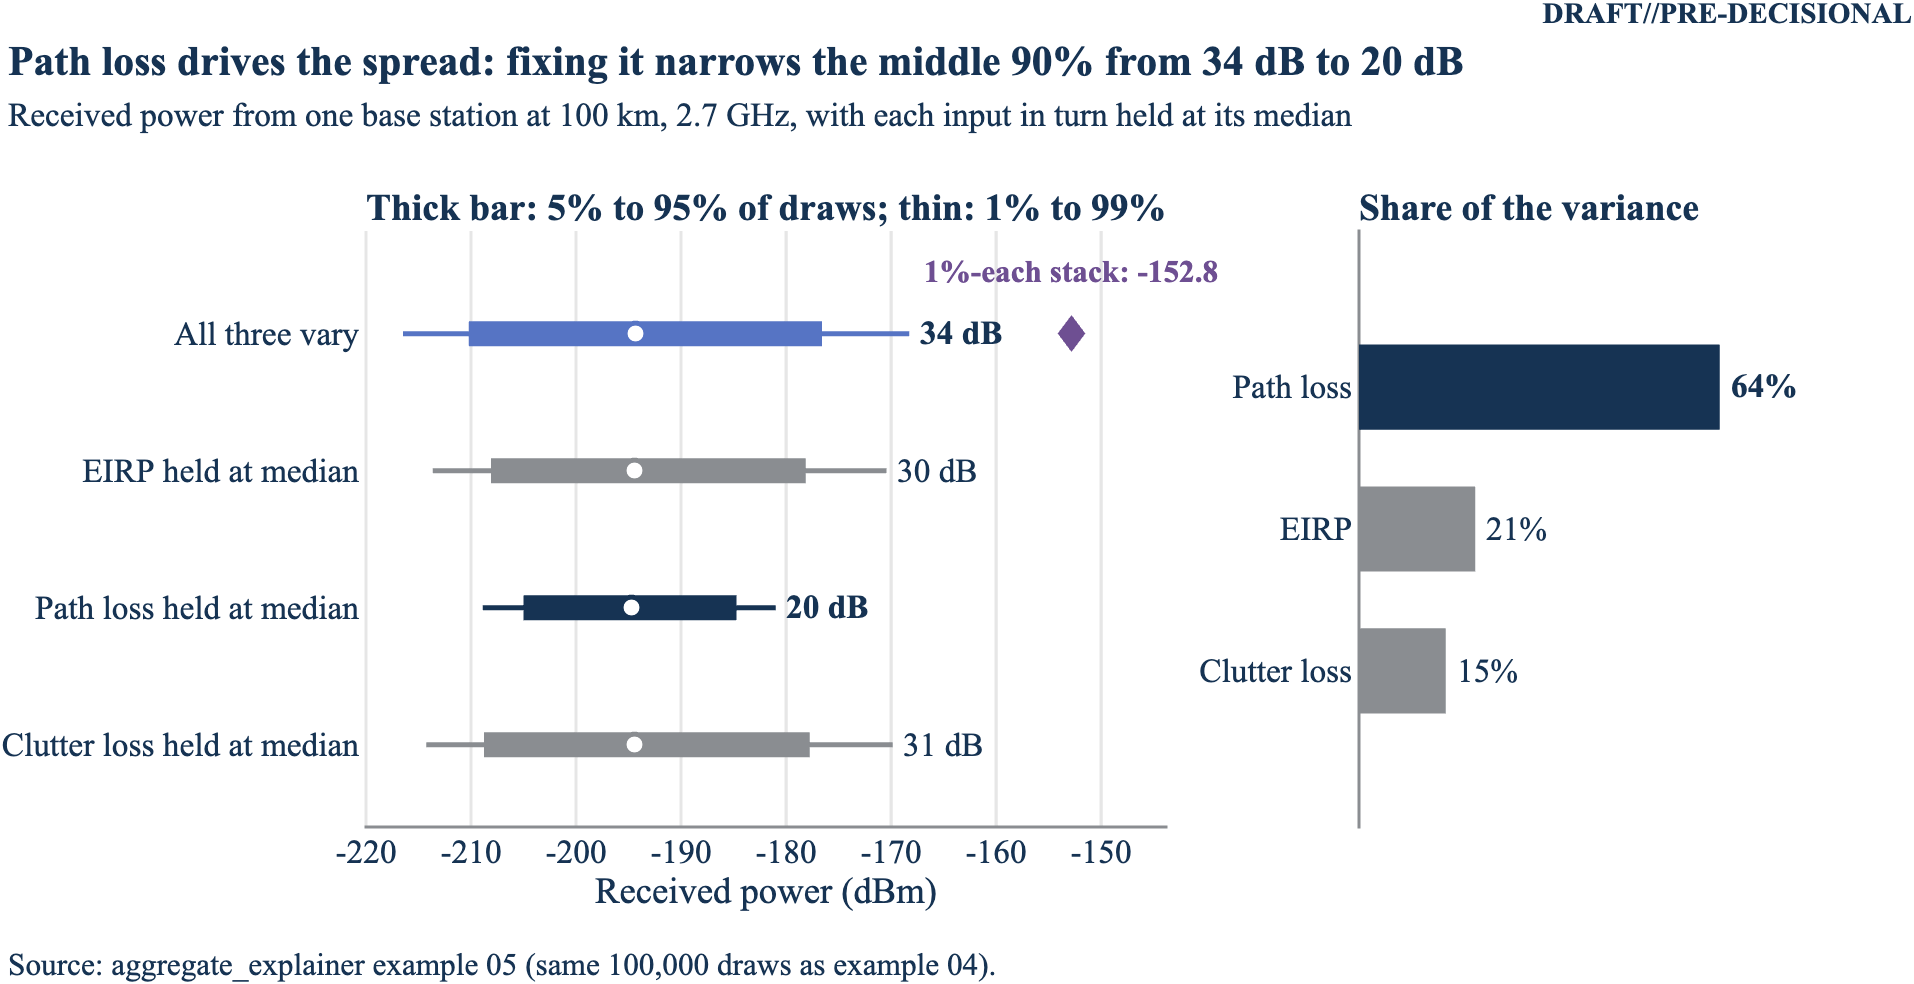 DRAFT//PRE-DECISIONAL
Path loss drives the spread: fixing it narrows the middle 90% from 34 dB to 20 dB
Received power from one base station at 100 km, 2.7 GHz, with each input in turn held at its median
Thick bar: 5% to 95% of draws; thin: 1% to 99%
1%-each stack: -152.8
All three vary
34 dB
EIRP held at median
30 dB
Path loss held at median
20 dB
Clutter loss held at median
31 dB
-220
-210
-200
-190
-180
-170
-160
-150
Received power (dBm)
Share of the variance
Path loss
64%
EIRP
21%
Clutter loss
15%
Source: aggregate_explainer example 05 (same 100,000 draws as example 04).